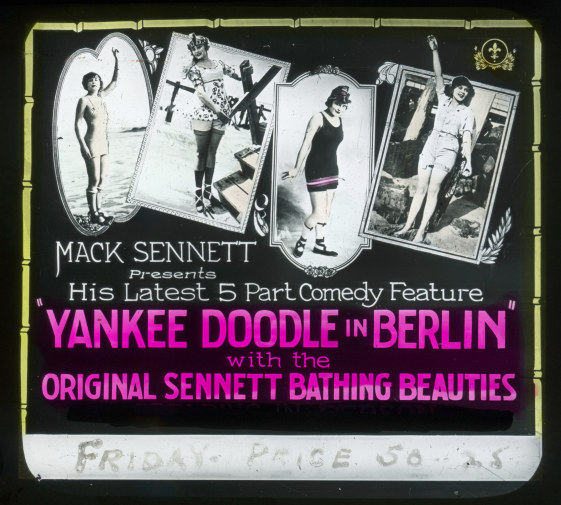 MACK SENNETT
Presents
His Latest 5 Part Comedy Feature
"YANKEE DOODLE IN BERLIN"
with the
ORIGINAL SENNETT BATHING BEAUTIES
FRIDAY - PRICE 50 - 25